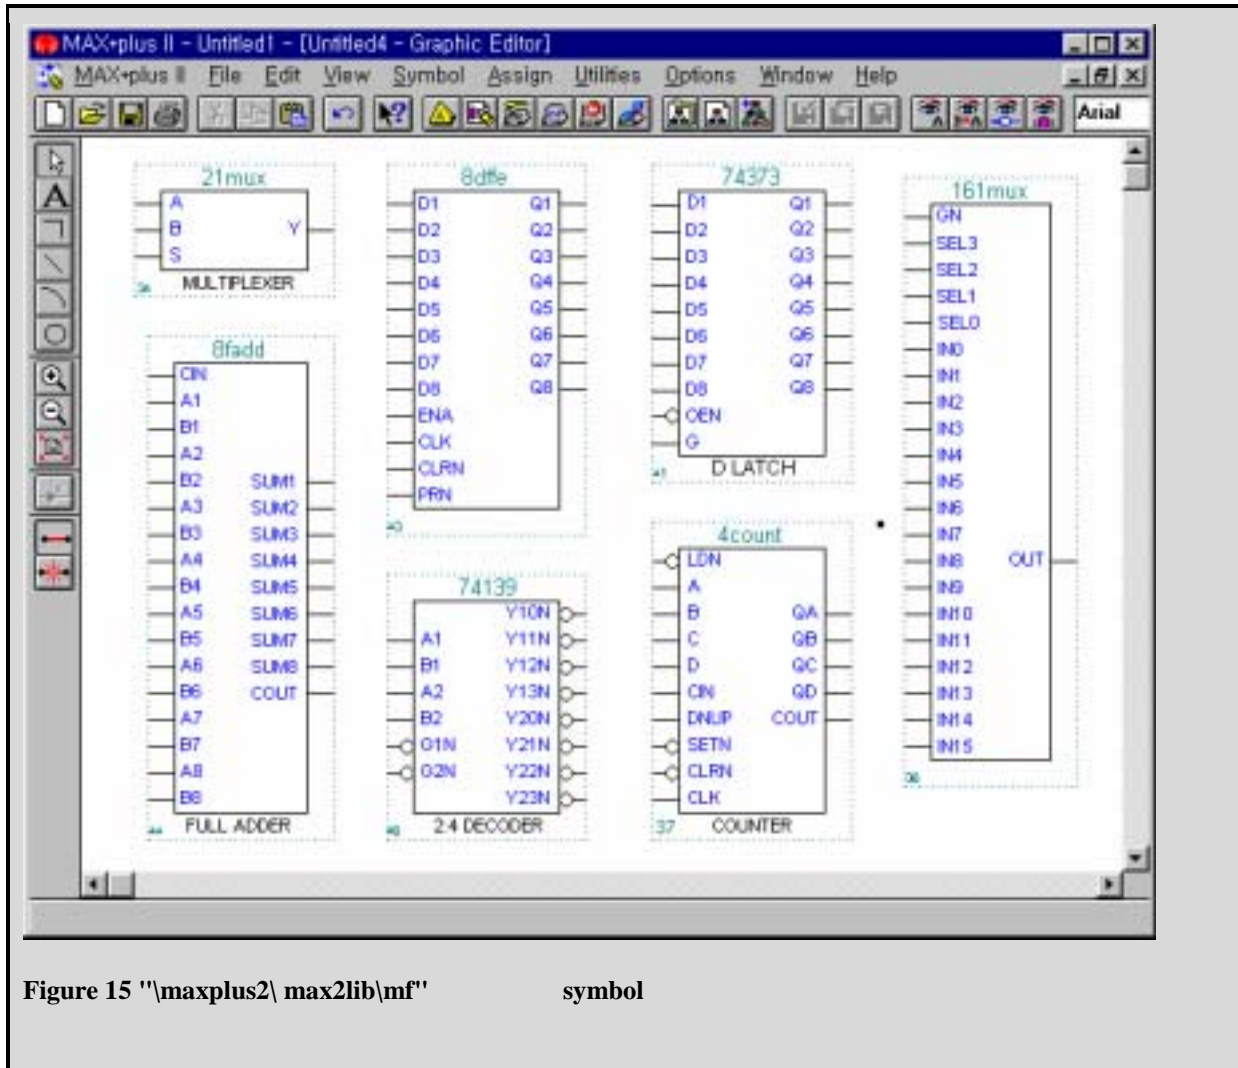 MAX+plus II - Untitled1 - [Untitled4 - Graphic Editor]
MAX+plus II File Edit View Symbol Assign Utilities Options Window Help
Arial
21mux
A
B Y
S
MULTIPLEXER
8fadd
CIN
A1
B1
A2
B2 SUM1
A3 SUM2
B3 SUM3
A4 SUM4
B4 SUM5
A5 SUM6
B5 SUM7
A6 SUM8
B6 COUT
A7
B7
A8
B8
FULL ADDER
8dffe
D1 Q1
D2 Q2
D3 Q3
D4 Q4
D5 Q5
D6 Q6
D7 Q7
D8 Q8
ENA
CLK
CLRN
PRN
40
74139
Y10N
A1 Y11N
B1 Y12N
A2 Y13N
B2 Y20N
G1N Y21N
G2N Y22N
Y23N
2:4 DECODER
74373
D1 Q1
D2 Q2
D3 Q3
D4 Q4
D5 Q5
D6 Q6
D7 Q7
D8 Q8
OEN
G
41 D LATCH
4count
LDN
A
B QA
C QB
D QC
CIN QD
DNUP COUT
SETN
CLRN
CLK
37 COUNTER
161mux
GN
SEL3
SEL2
SEL1
SEL0
IN0
IN1
IN2
IN3
IN4
IN5
IN6
IN7
IN8 OUT
IN9
IN10
IN11
IN12
IN13
IN14
IN15
Figure 15 "\maxplus2\ max2lib\mf" symbol